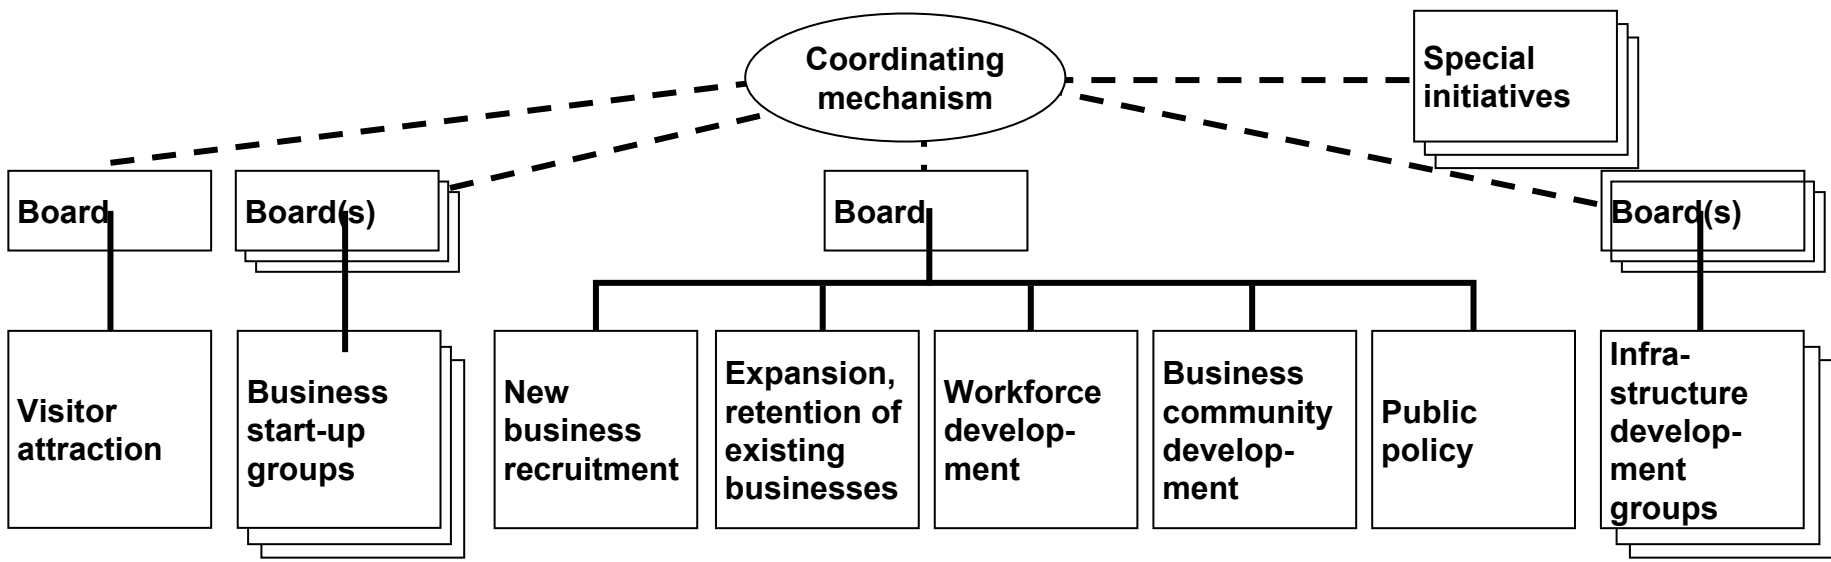 Coordinating
mechanism
Special
initiatives
Board
Board(s)
Board
Board(s)
Visitor
attraction
Business
start-up
groups
New
business
recruitment
Expansion,
retention of
existing
businesses
Workforce
develop-
ment
Business
community
develop-
ment
Public
policy
Infra-
structure
develop-
ment
groups